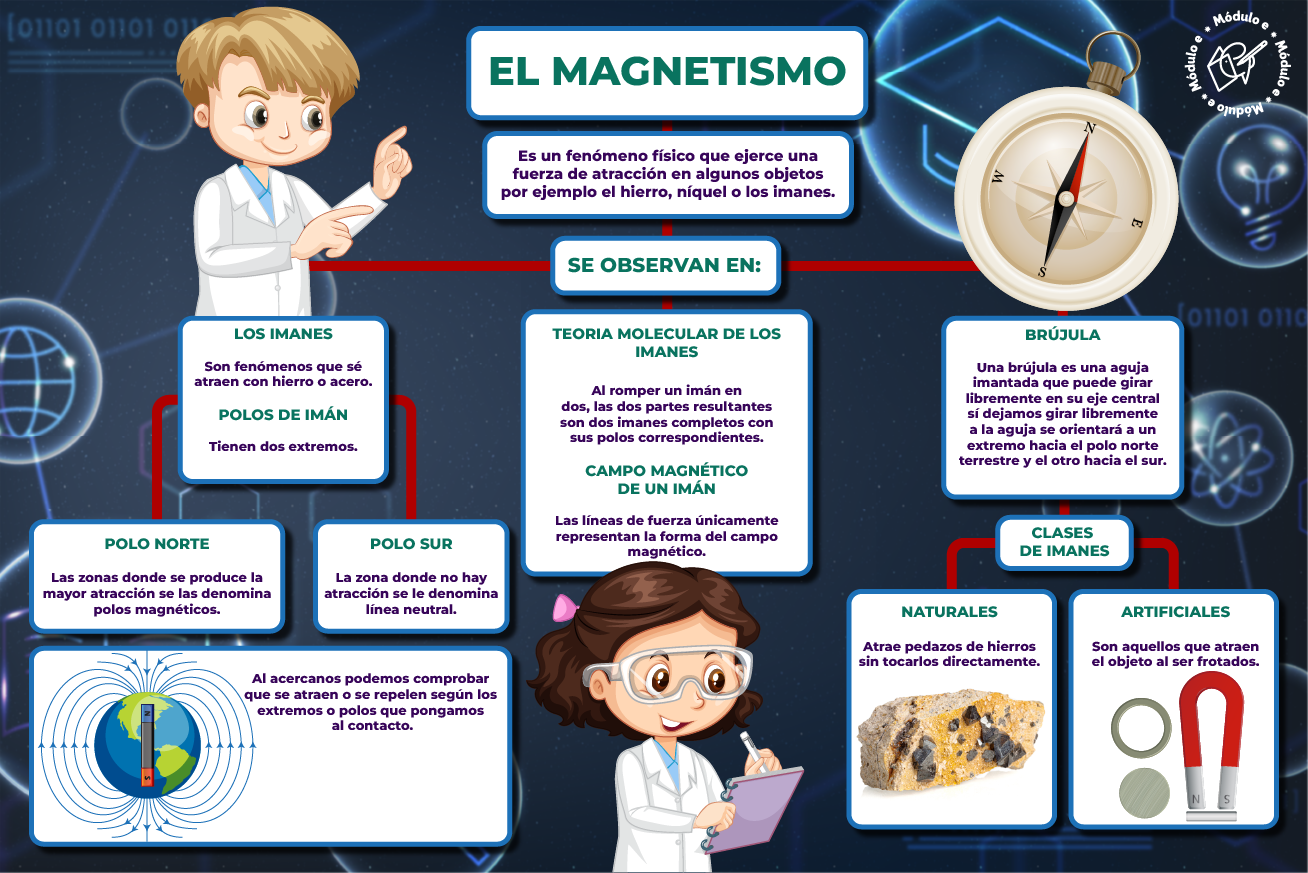 [01101 01101 01
Módulo e * Módulo e * Módulo e * Módulo e *
EL MAGNETISMO
Es un fenómeno físico que ejerce una
fuerza de atracción en algunos objetos
por ejemplo el hierro, níquel o los imanes.
N
W
E
S
SE OBSERVAN EN:
[01101 0110
LOS IMANES
Son fenómenos que sé
atraen con hierro o acero.
POLOS DE IMÁN
Tienen dos extremos.
TEORIA MOLECULAR DE LOS
IMANES
Al romper un imán en
dos, las dos partes resultantes
son dos imanes completos con
sus polos correspondientes.
CAMPO MAGNÉTICO
DE UN IMÁN
Las líneas de fuerza únicamente
representan la forma del campo
magnético.
BRÚJULA
Una brújula es una aguja
imantada que puede girar
libremente en su eje central
sí dejamos girar libremente
a la aguja se orientará a un
extremo hacia el polo norte
terrestre y el otro hacia el sur.
POLO NORTE
Las zonas donde se produce la
mayor atracción se las denomina
polos magnéticos.
POLO SUR
La zona donde no hay
atracción se le denomina
línea neutral.
CLASES
DE IMANES
NATURALES
Atrae pedazos de hierros
sin tocarlos directamente.
ARTIFICIALES
Son aquellos que atraen
el objeto al ser frotados.
Al acercanos podemos comprobar
que se atraen o se repelen según los
extremos o polos que pongamos
al contacto.
N
S
N S